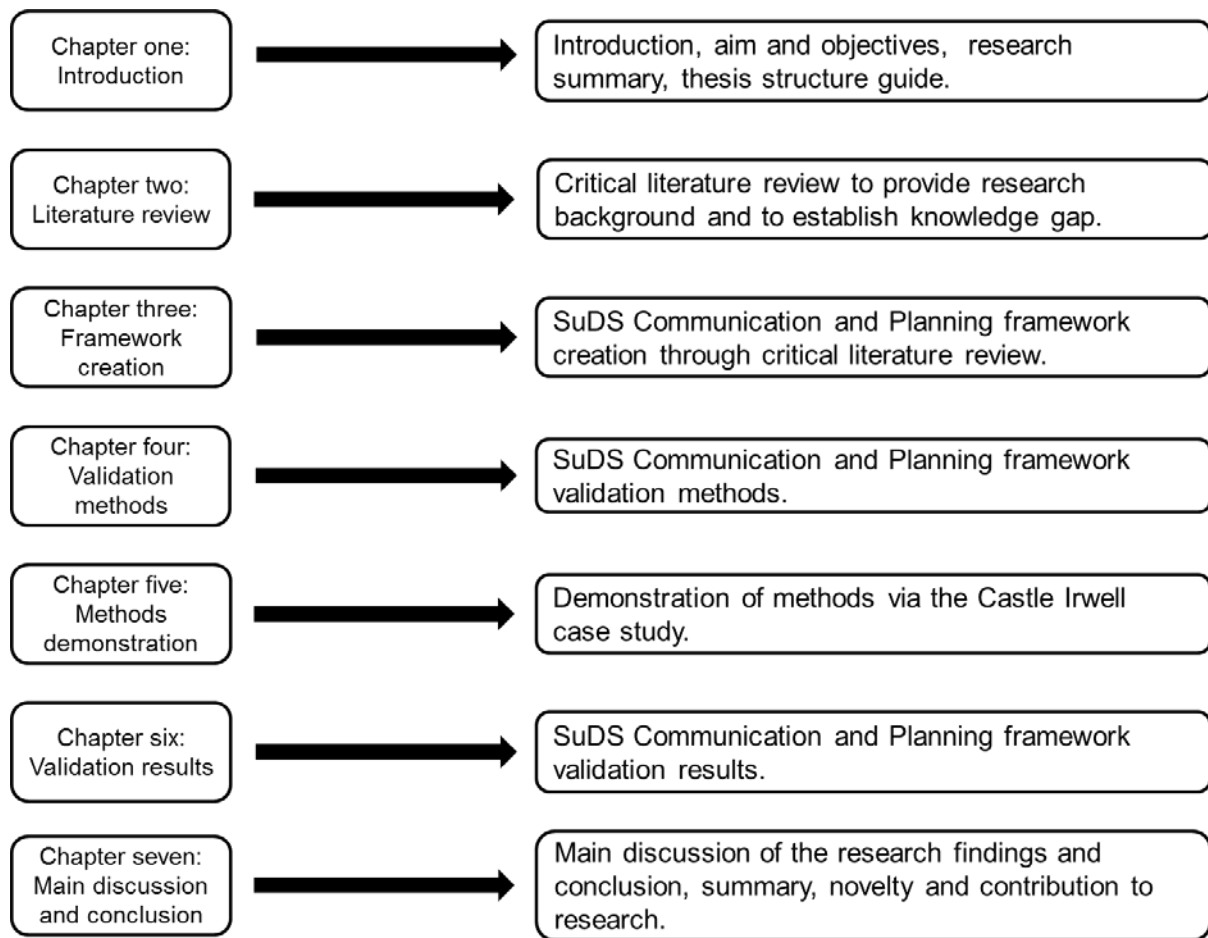 Chapter one:
Introduction
Introduction, aim and objectives, research
summary, thesis structure guide.
Chapter two:
Literature review
Critical literature review to provide research
background and to establish knowledge gap.
Chapter three:
Framework
creation
SuDS Communication and Planning framework
creation through critical literature review.
Chapter four:
Validation
methods
SuDS Communication and Planning framework
validation methods.
Chapter five:
Methods
demonstration
Demonstration of methods via the Castle Irwell
case study.
Chapter six:
Validation results
SuDS Communication and Planning framework
validation results.
Chapter seven:
Main discussion
and conclusion
Main discussion of the research findings and
conclusion, summary, novelty and contribution to
research.